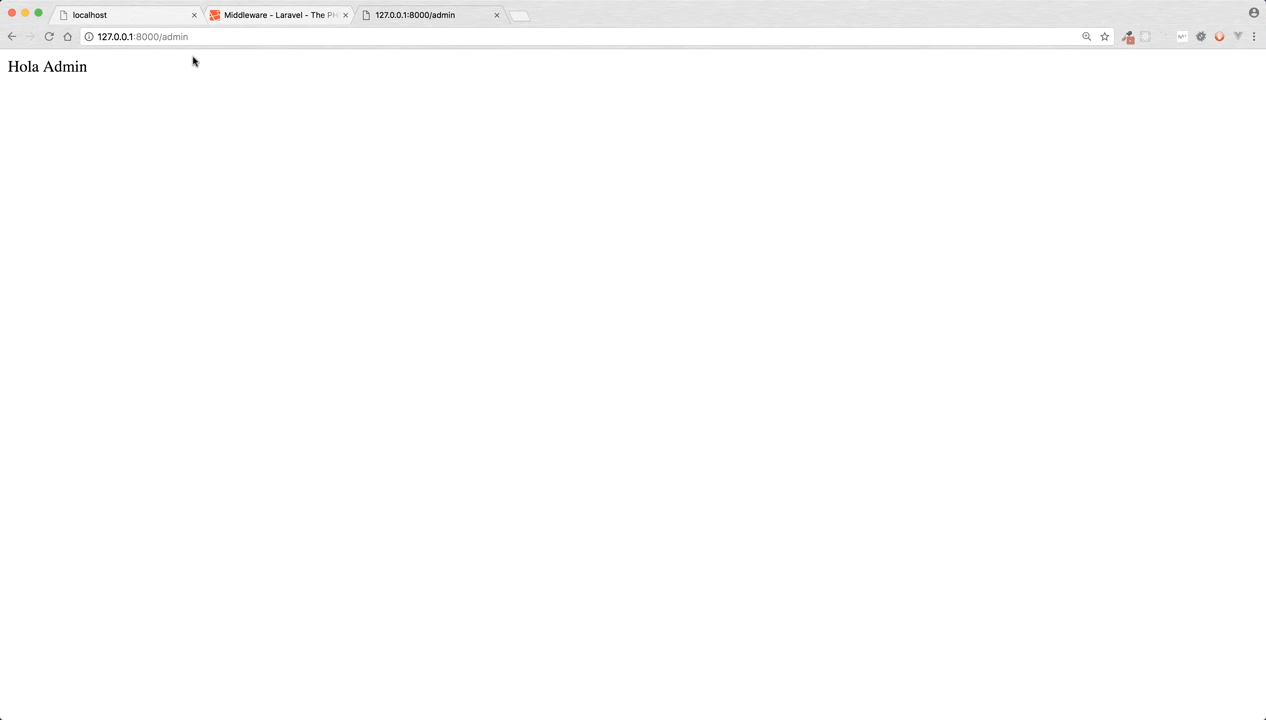 localhost
Middleware - Laravel - The PH
127.0.0.1:8000/admin
127.0.0.1:8000/admin
Hola Admin